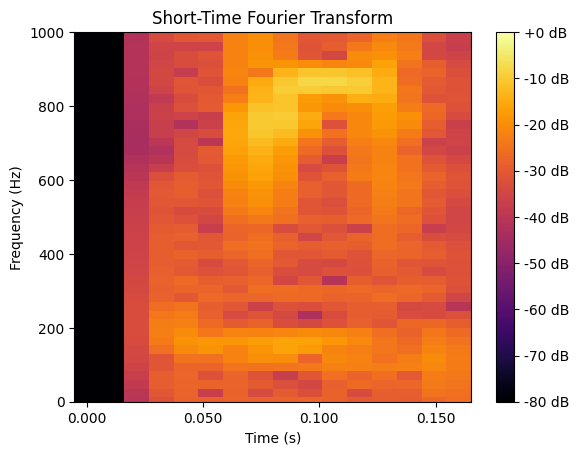 Short-Time Fourier Transform
1000
800
600
400
200
0
Frequency (Hz)
0.000
0.050
0.100
0.150
Time (s)
+0 dB
-10 dB
-20 dB
-30 dB
-40 dB
-50 dB
-60 dB
-70 dB
-80 dB